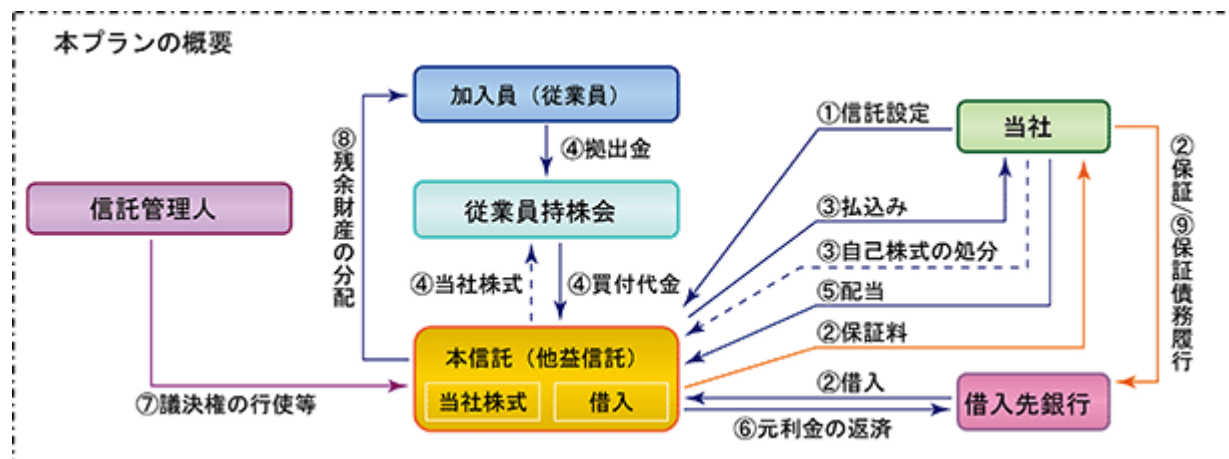 本プランの概要
加入員（従業員）
①信託設定
当社
④拠出金
⑧残余財産の分配
②保証/⑨保証債務履行
信託管理人
従業員持株会
③払込み
③自己株式の処分
④当社株式
④買付代金
⑤配当
②保証料
本信託（他益信託）
当社株式
借入
②借入
借入先銀行
⑦議決権の行使等
⑥元利金の返済